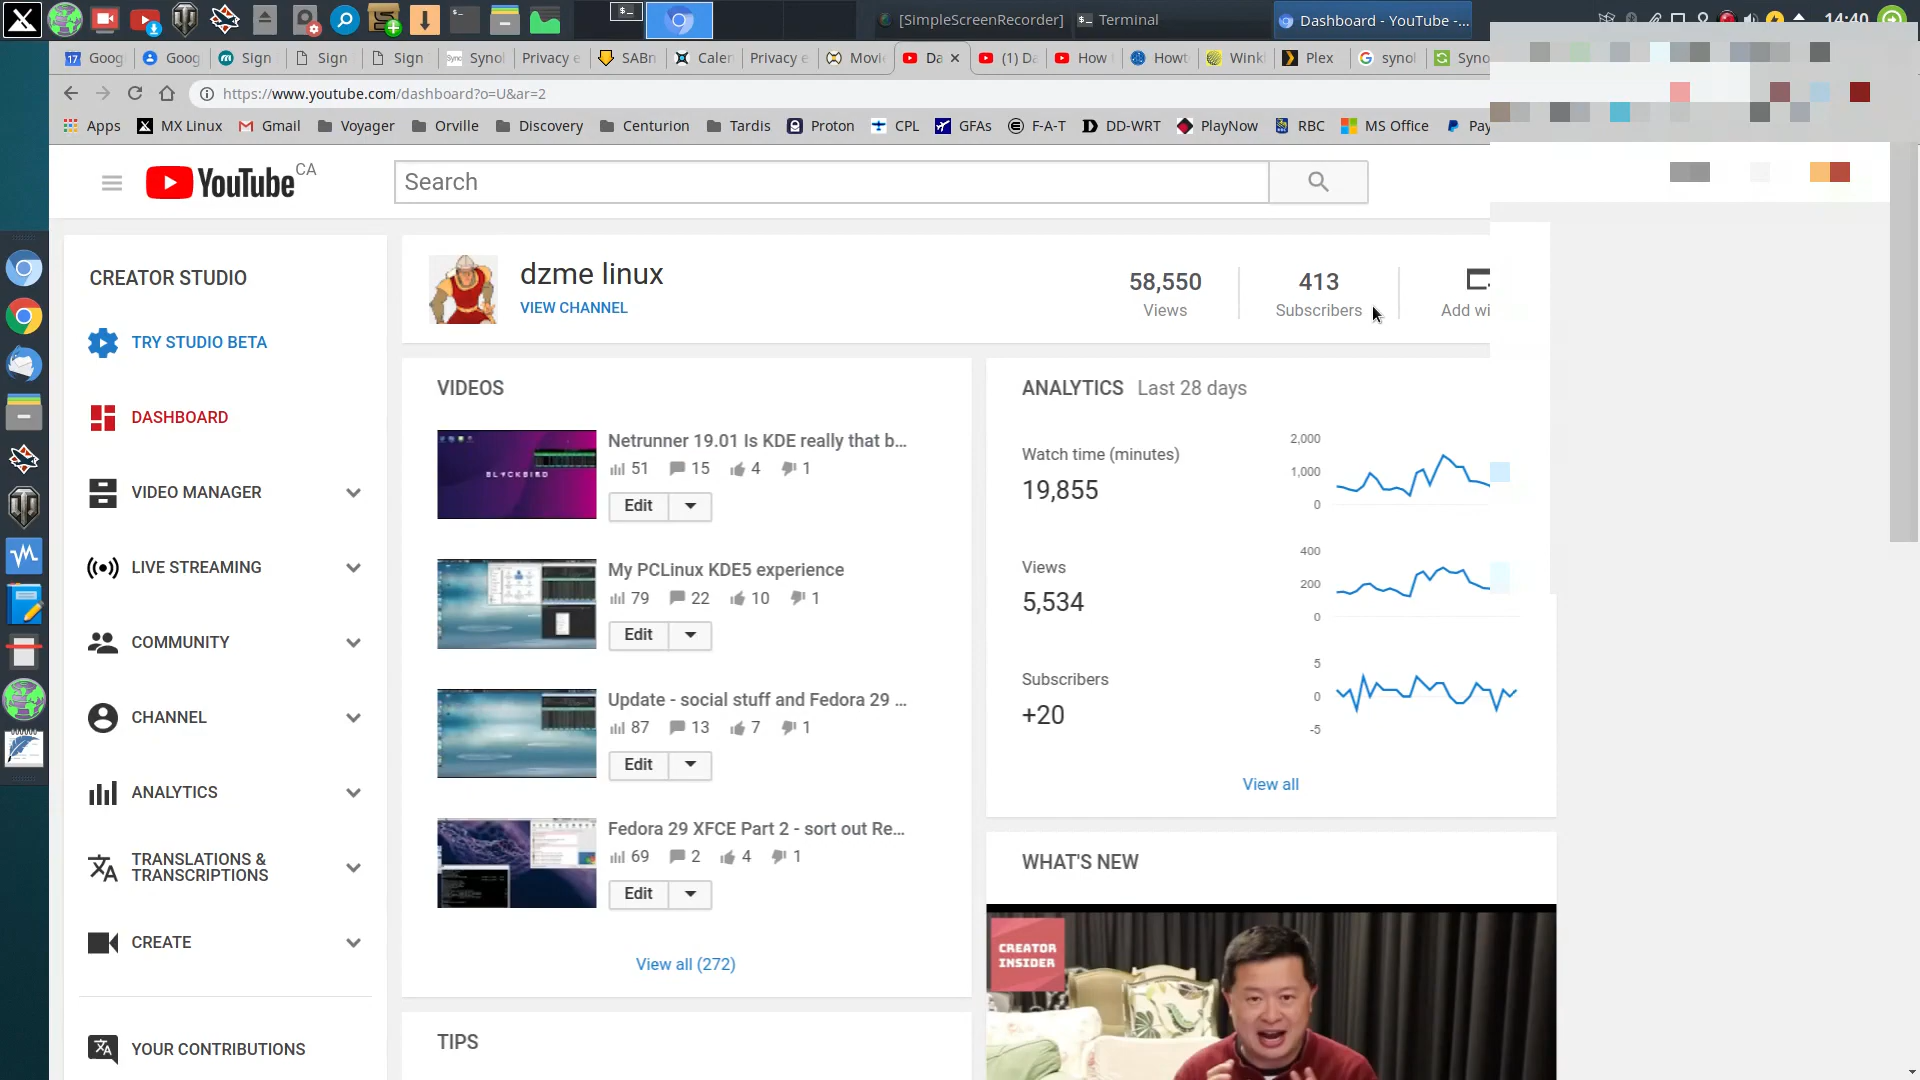 [SimpleScreenRecorder]
Terminal
Dashboard - YouTube -...
14:40
Goog
Goog
Sign
Sign
Sign
Synol
Privacy e
SABn
Calen
Privacy e
Movi
Da
(1) Da
How
Howt
Wink
Plex
synol
Syno
https://www.youtube.com/dashboard?o=U&ar=2
Apps
MX Linux
Gmail
Voyager
Orville
Discovery
Centurion
Tardis
Proton
CPL
GFAs
F-A-T
DD-WRT
PlayNow
RBC
MS Office
Pay
YouTube CA
Search
CREATOR STUDIO
TRY STUDIO BETA
DASHBOARD
VIDEO MANAGER
LIVE STREAMING
COMMUNITY
CHANNEL
ANALYTICS
TRANSLATIONS &
TRANSCRIPTIONS
CREATE
YOUR CONTRIBUTIONS
dzme linux
VIEW CHANNEL
58,550
Views
413
Subscribers
Add wi
VIDEOS
Netrunner 19.01 Is KDE really that b...
51 15 4 1
Edit
My PCLinux KDE5 experience
79 22 10 1
Edit
Update - social stuff and Fedora 29 ...
87 13 7 1
Edit
Fedora 29 XFCE Part 2 - sort out Re...
69 2 4 1
Edit
View all (272)
TIPS
ANALYTICS Last 28 days
Watch time (minutes)
19,855
2,000
1,000
0
Views
5,534
400
200
0
Subscribers
+20
5
0
-5
View all
WHAT'S NEW
CREATOR
INSIDER